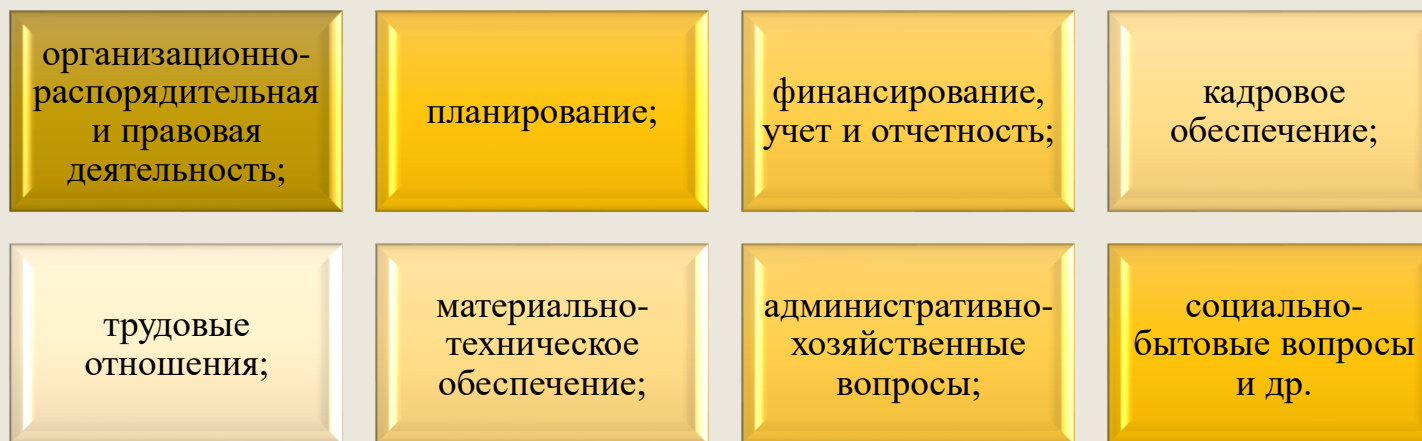 организационно-
распорядительная
и правовая
деятельность;
планирование;
финансирование,
учет и отчетность;
кадровое
обеспечение;
трудовые
отношения;
материально-
техническое
обеспечение;
административно-
хозяйственные
вопросы;
социально-
бытовые вопросы
и др.